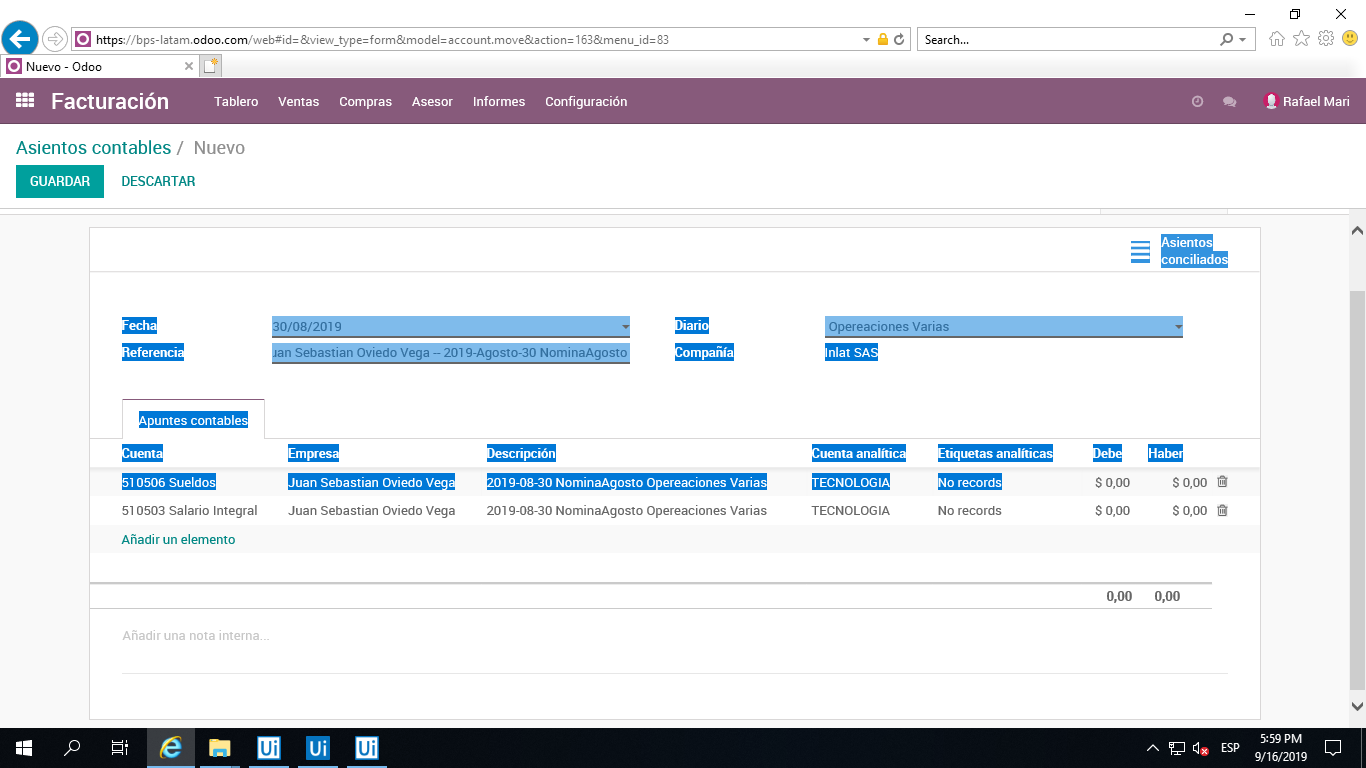 https://bps-latam.odoo.com/web#id=&view_type=form&model=account.move&action=163&menu_id=83
Search...
Nuevo - Odoo
Facturación Tablero Ventas Compras Asesor Informes Configuración Rafael Mari
Asientos contables / Nuevo
GUARDAR DESCARTAR
Asientos
conciliados
Fecha 30/08/2019 Diario Opereaciones Varias
Referencia uan Sebastian Oviedo Vega -- 2019-Agosto-30 NominaAgosto Compañía Inlat SAS
Apuntes contables
Cuenta Empresa Descripción Cuenta analítica Etiquetas analíticas Debe Haber
510506 Sueldos Juan Sebastian Oviedo Vega 2019-08-30 NominaAgosto Opereaciones Varias TECNOLOGIA No records $ 0,00 $ 0,00
510503 Salario Integral Juan Sebastian Oviedo Vega 2019-08-30 NominaAgosto Opereaciones Varias TECNOLOGIA No records $ 0,00 $ 0,00
Añadir un elemento
0,00 0,00
Añadir una nota interna...
Ui Ui Ui
ESP
5:59 PM
9/16/2019